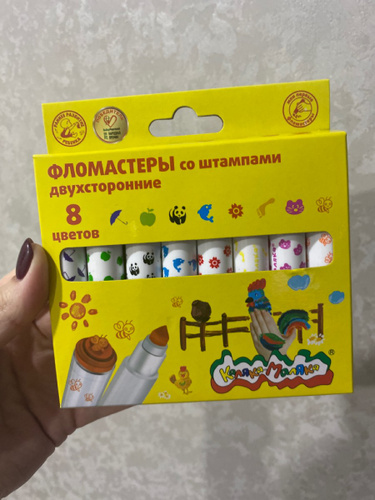 ФЛОМАСТЕРЫ со штампами
двухсторонние
8
цветов
Каляка-Маляка